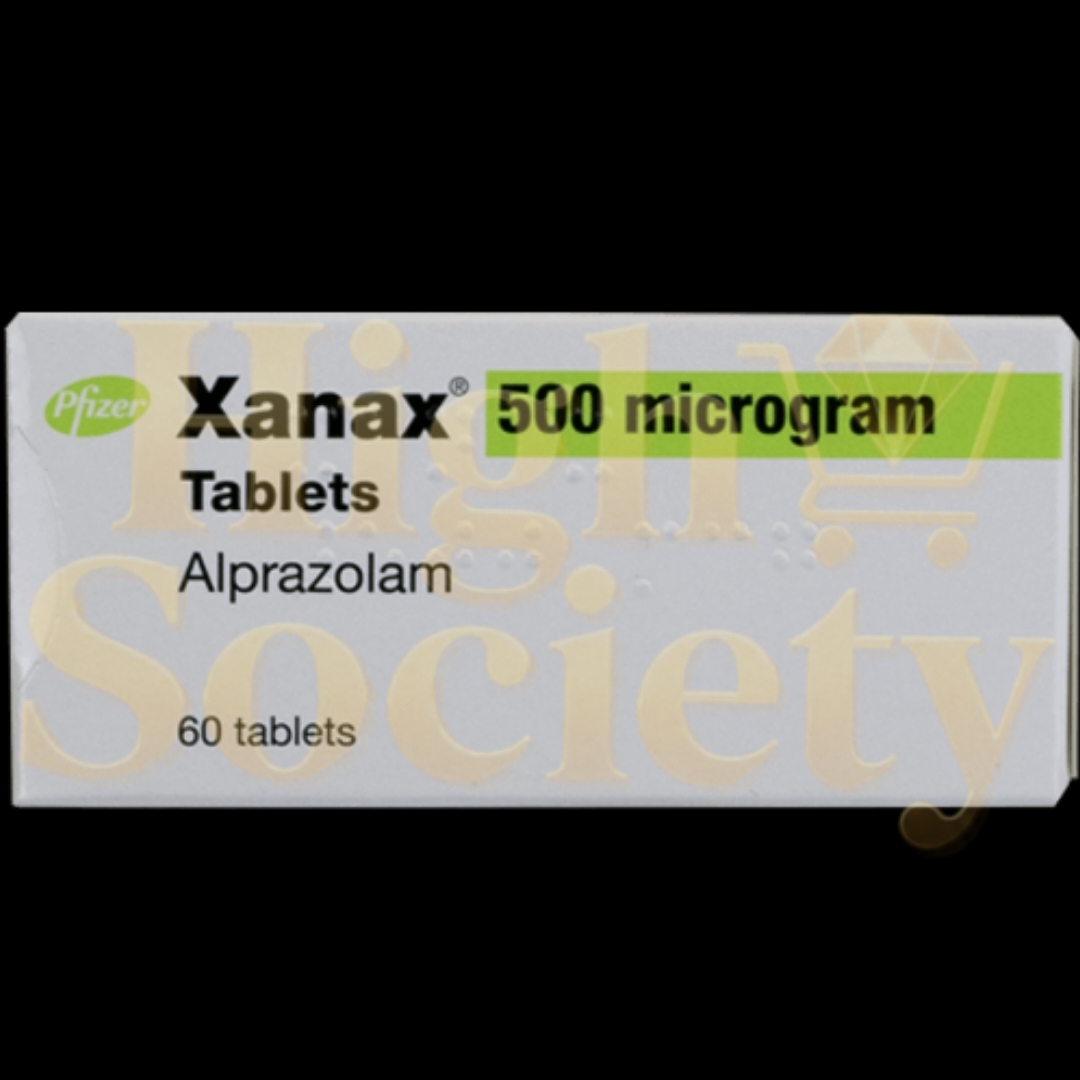 Pfizer Xanax® 500 microgram
Tablets
Alprazolam
60 tablets
High
Society